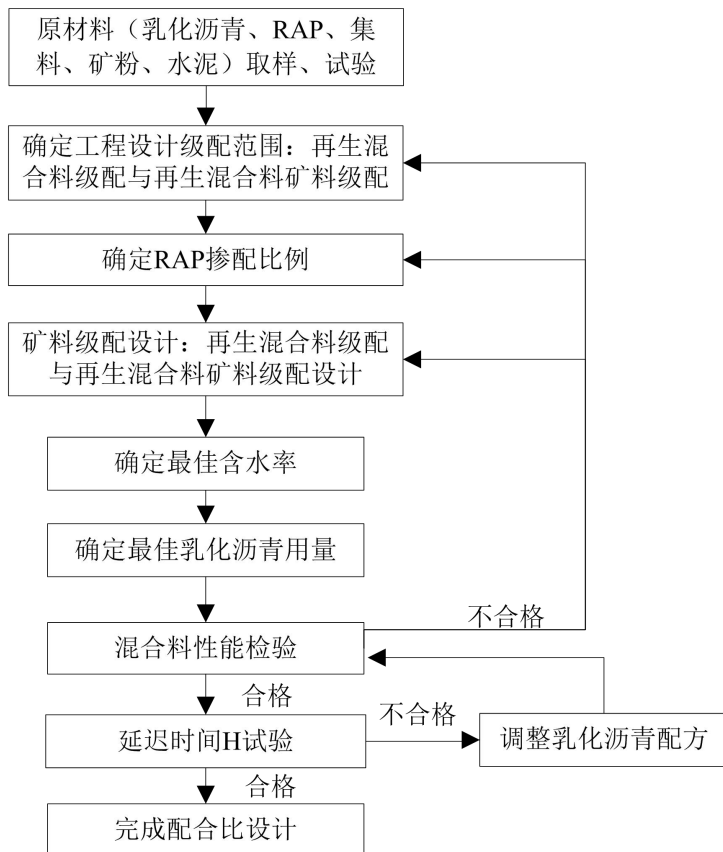 原材料（乳化沥青、RAP、集
料、矿粉、水泥）取样、试验
确定工程设计级配范围：再生混
合料级配与再生混合料矿料级配
确定RAP掺配比例
矿料级配设计：再生混合料级配
与再生混合料矿料级配设计
确定最佳含水率
确定最佳乳化沥青用量
不合格
混合料性能检验
合格
不合格
延迟时间H试验
调整乳化沥青配方
合格
完成配合比设计